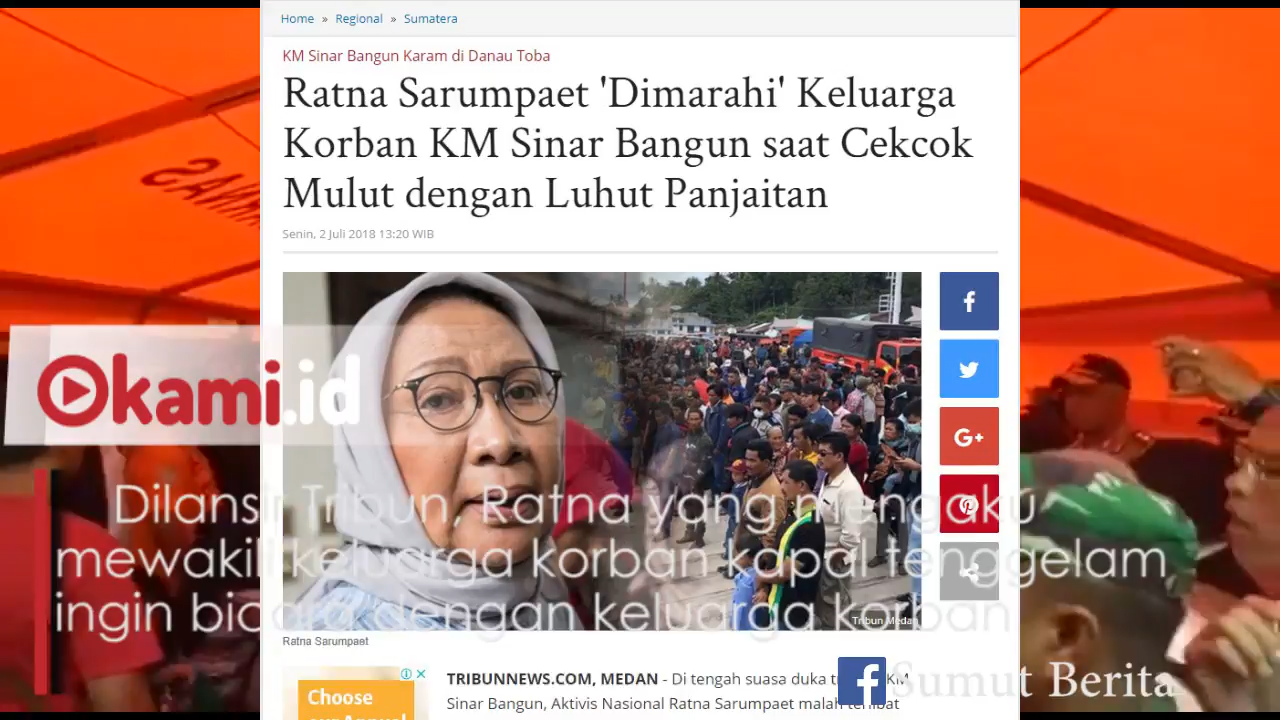 Home » Regional » Sumatera
KM Sinar Bangun Karam di Danau Toba
Ratna Sarumpaet 'Dimarahi' Keluarga
Korban KM Sinar Bangun saat Cekcok
Mulut dengan Luhut Panjaitan
Senin, 2 Juli 2018 13:20 WIB
Okami.id
Dilansir Tribun, Ratna yang mengaku
mewakili keluarga korban kapal tenggelam
ingin bicara dengan keluarga korban
Tribun Medan
Ratna Sarumpaet
TRIBUNNEWS.COM, MEDAN - Di tengah suasa duka KM
Sinar Bangun, Aktivis Nasional Ratna Sarumpaet malah terlibat
Choose
Sumut Berita